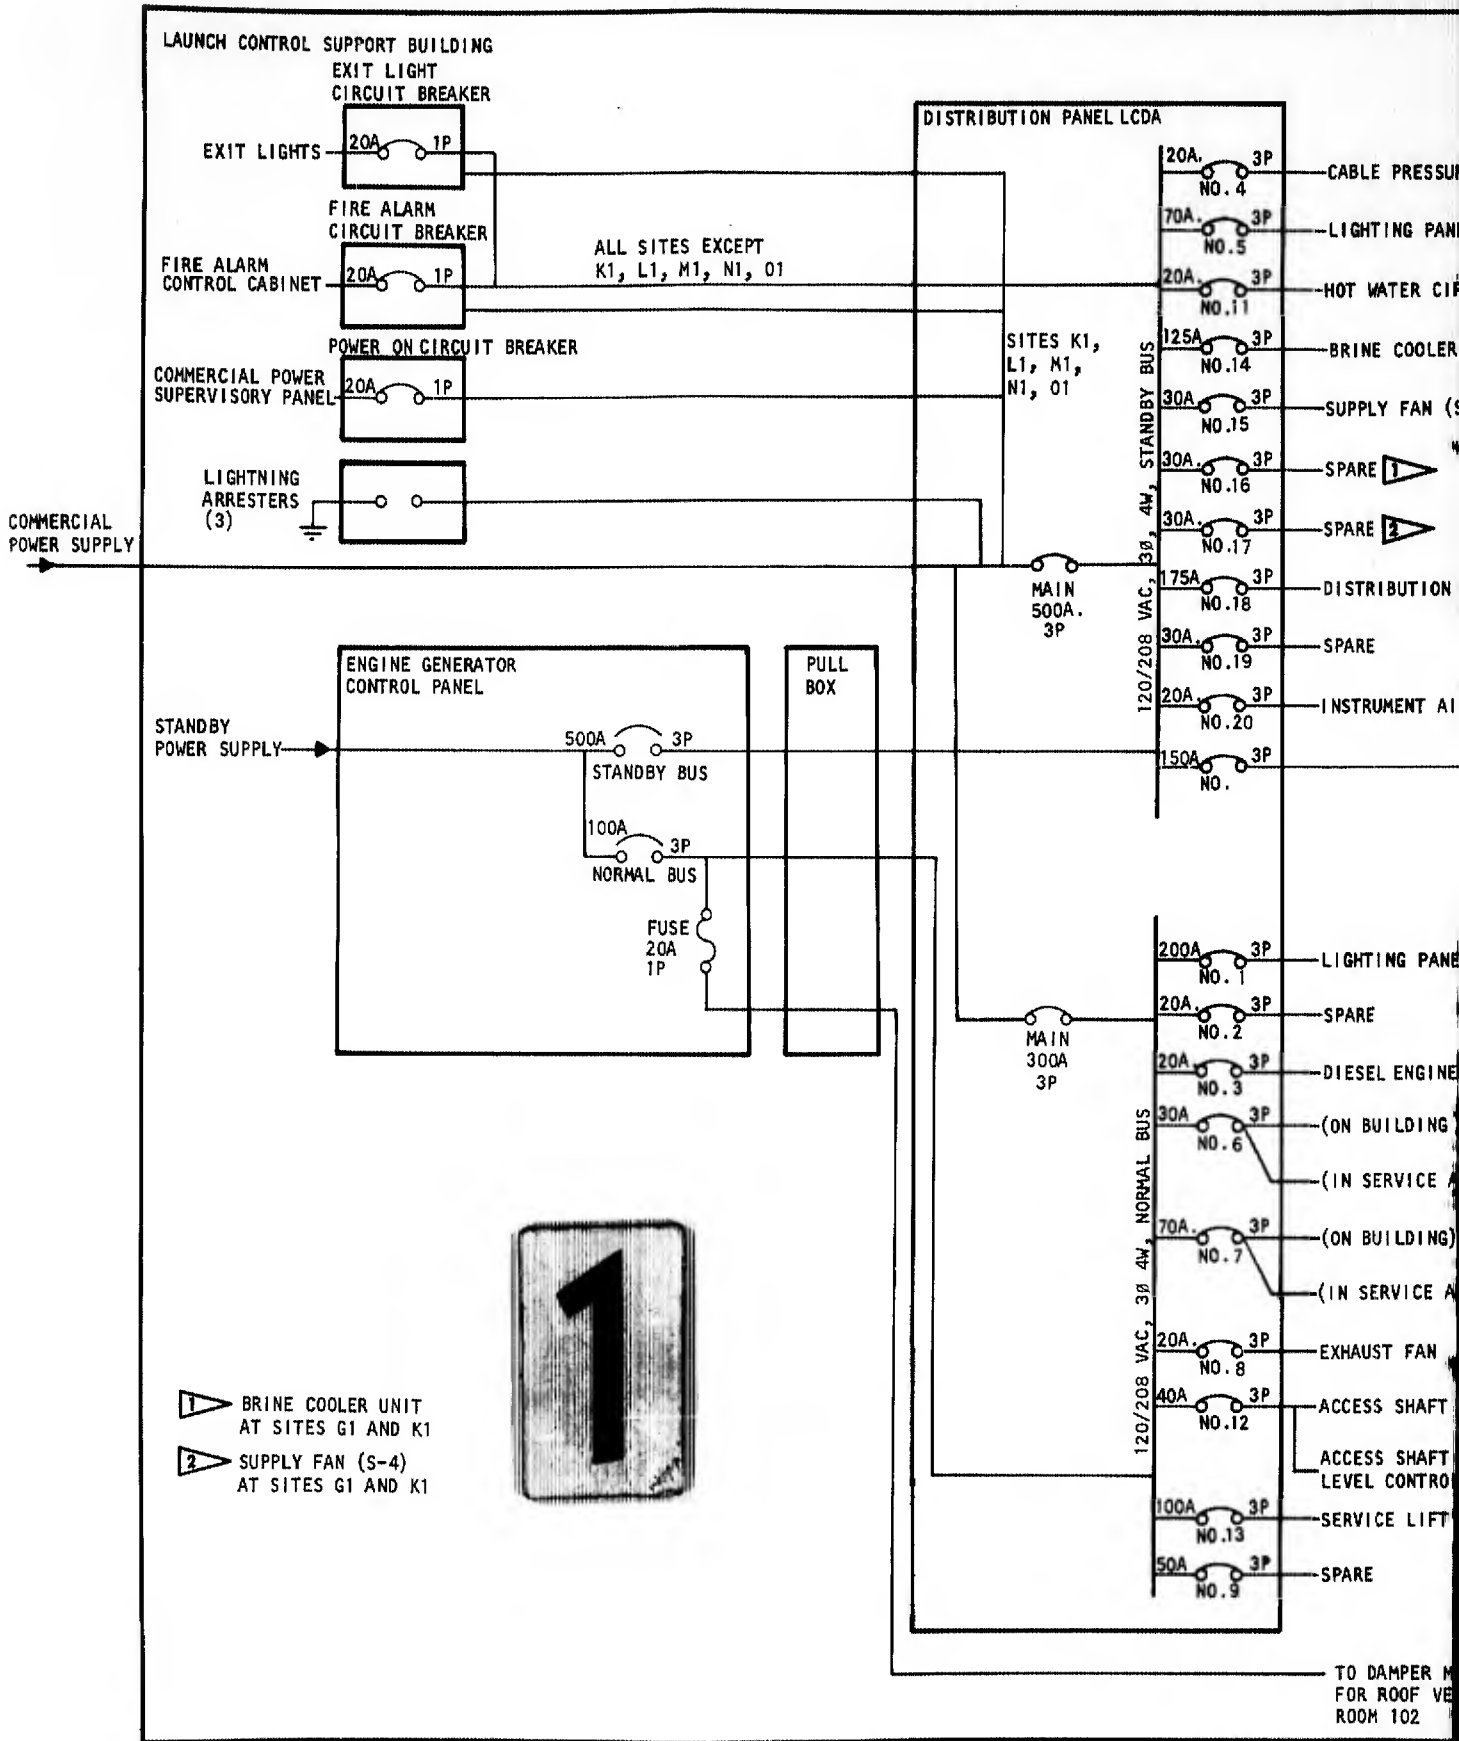 LAUNCH CONTROL SUPPORT BUILDING
EXIT LIGHT
CIRCUIT BREAKER
EXIT LIGHTS
20A 1P
FIRE ALARM
CIRCUIT BREAKER
FIRE ALARM
CONTROL CABINET
20A 1P
ALL SITES EXCEPT
K1, L1, M1, N1, O1
POWER ON CIRCUIT BREAKER
COMMERCIAL POWER
SUPERVISORY PANEL
20A 1P
SITES K1,
L1, M1,
N1, O1
LIGHTNING
ARRESTERS
(3)
COMMERCIAL
POWER SUPPLY
MAIN
500A.
3P
ENGINE GENERATOR
CONTROL PANEL
PULL
BOX
STANDBY
POWER SUPPLY
500A 3P
STANDBY BUS
100A 3P
NORMAL BUS
FUSE
20A
1P
MAIN
300A
3P
DISTRIBUTION PANEL LCDA
120/208 VAC, 3Ø, 4W, STANDBY BUS
20A. 3P
NO.4
CABLE PRESSU
70A. 3P
NO.5
LIGHTING PAN
20A. 3P
NO.11
HOT WATER CI
125A 3P
NO.14
BRINE COOLER
30A. 3P
NO.15
SUPPLY FAN (S
30A. 3P
NO.16
SPARE 1
30A. 3P
NO.17
SPARE 2
175A 3P
NO.18
DISTRIBUTION
30A. 3P
NO.19
SPARE
20A. 3P
NO.20
INSTRUMENT AI
150A 3P
NO.
120/208 VAC, 3Ø 4W, NORMAL BUS
200A 3P
NO. 1
LIGHTING PANE
20A. 3P
NO.2
SPARE
20A. 3P
NO.3
DIESEL ENGINE
30A 3P
NO.6
(ON BUILDING
(IN SERVICE A
70A. 3P
NO.7
(ON BUILDING)
(IN SERVICE A
20A. 3P
NO.8
EXHAUST FAN
40A 3P
NO.12
ACCESS SHAFT
ACCESS SHAFT
LEVEL CONTRO
100A 3P
NO.13
SERVICE LIFT
50A 3P
NO.9
SPARE
1
1 BRINE COOLER UNIT
AT SITES G1 AND K1
2 SUPPLY FAN (S-4)
AT SITES G1 AND K1
TO DAMPER M
FOR ROOF VE
ROOM 102